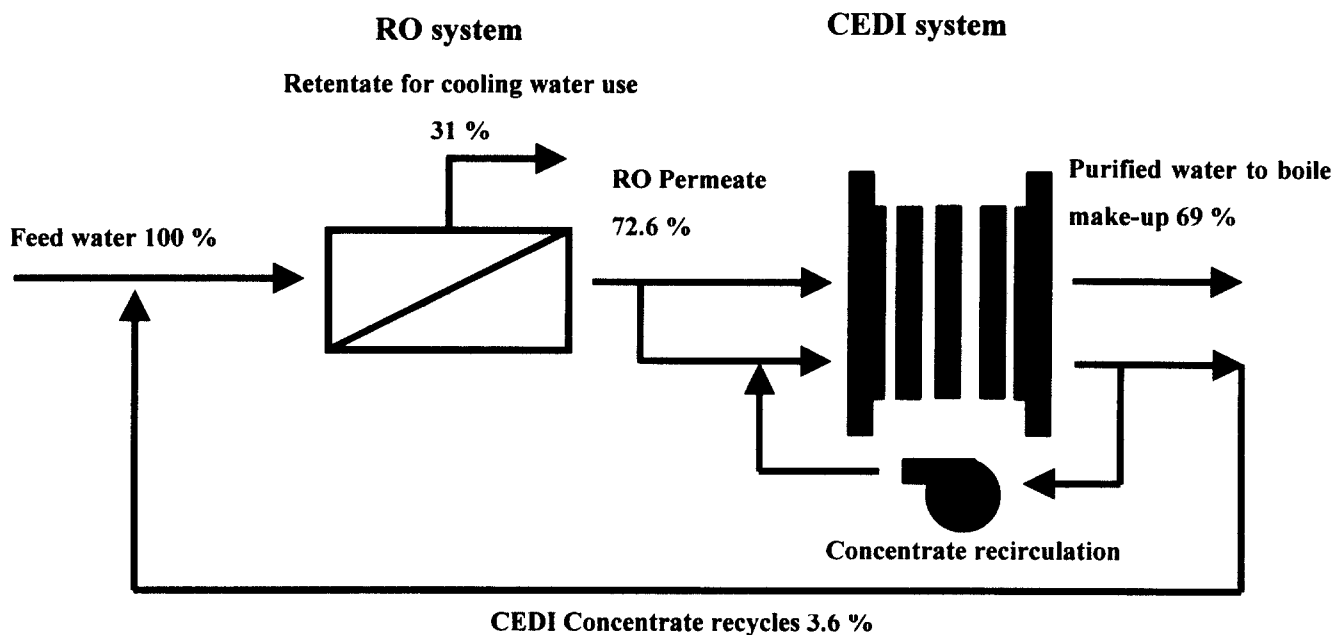 RO system
CEDI system
Retentate for cooling water use
31 %
RO Permeate
72.6 %
Purified water to boile
make-up 69 %
Feed water 100 %
Concentrate recirculation
CEDI Concentrate recycles 3.6 %